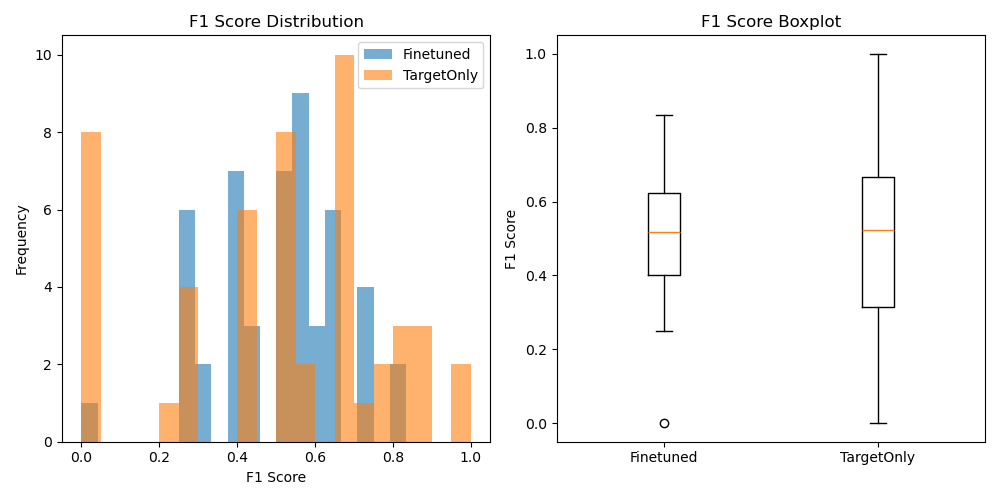 F1 Score Distribution
Finetuned
TargetOnly
10
8
6
4
2
0
Frequency
0.0 0.2 0.4 0.6 0.8 1.0
F1 Score
F1 Score Boxplot
1.0
0.8
0.6
0.4
0.2
0.0
F1 Score
Finetuned TargetOnly